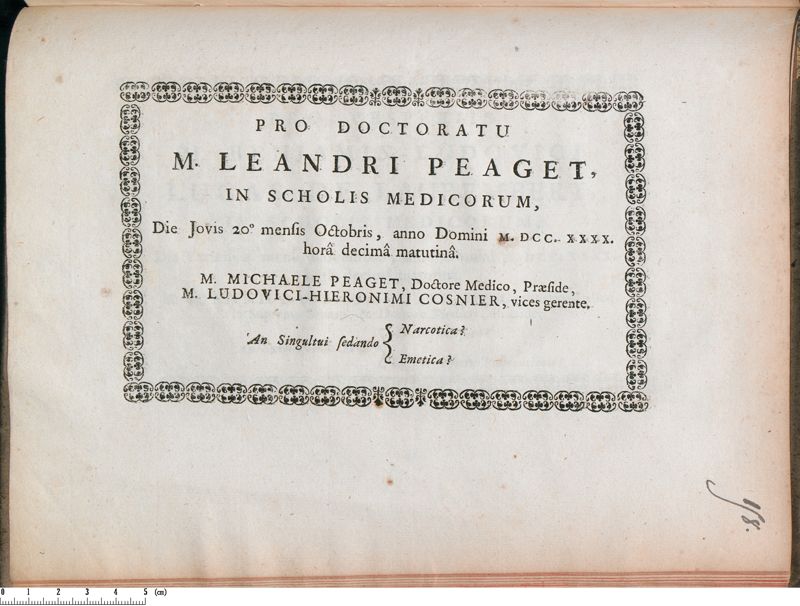 PRO DOCTORATU
M. LEANDRI PEAGET,
IN SCHOLIS MEDICORUM,
Die Jovis 20° mensis Octobris, anno Domini M. DCC. XXXX.
horâ decimâ matutinâ.
M. MICHAELE PEAGET, Doctore Medico, Præside,
M. LUDOVICI-HIERONIMI COSNIER, vices gerente.
An Singultui sedando { Narcotica?
Emetica?
0 1 2 3 4 5 (cm)